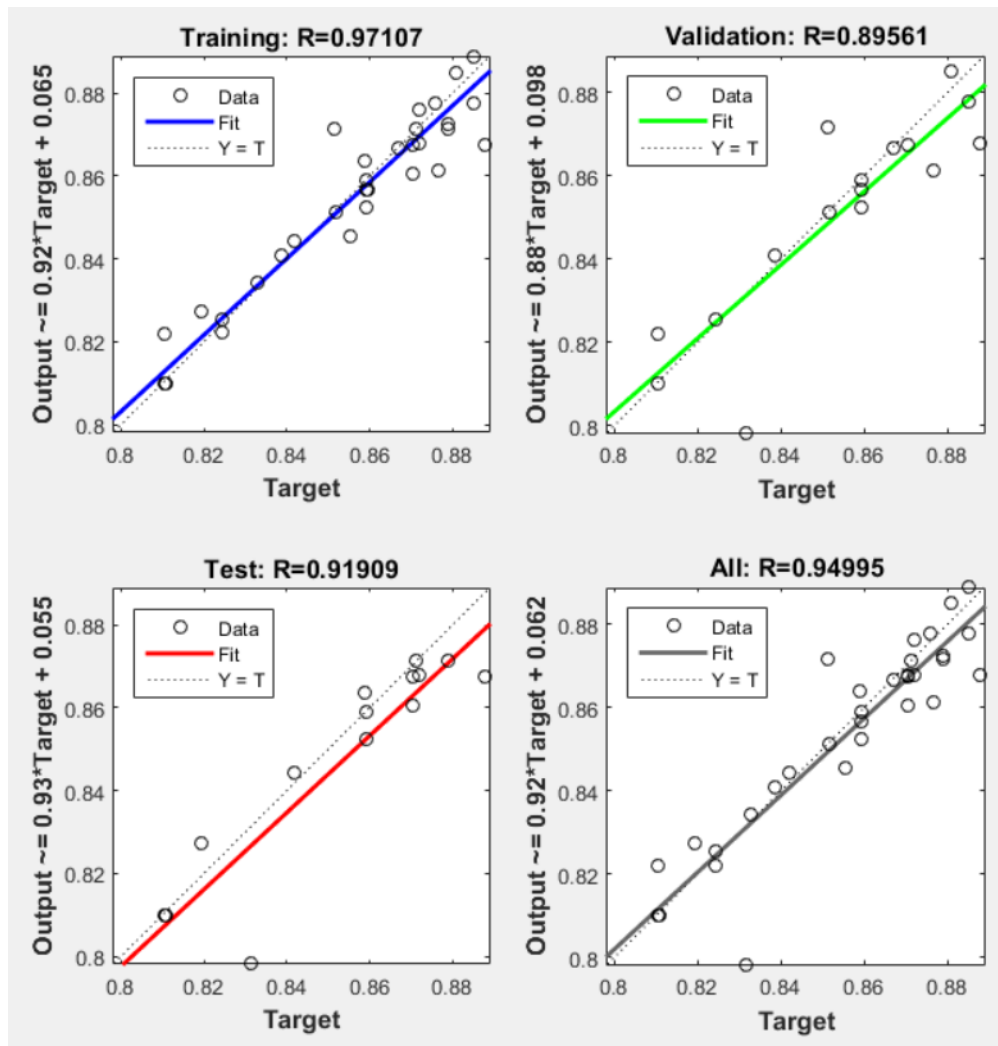 Training: R=0.97107
Output ~= 0.92*Target + 0.065
0.88
0.86
0.84
0.82
0.8
Data
Fit
Y = T
0.8 0.82 0.84 0.86 0.88
Target
Validation: R=0.89561
Output ~= 0.88*Target + 0.098
0.88
0.86
0.84
0.82
0.8
Data
Fit
Y = T
0.8 0.82 0.84 0.86 0.88
Target
Test: R=0.91909
Output ~= 0.93*Target + 0.055
0.88
0.86
0.84
0.82
0.8
Data
Fit
Y = T
0.8 0.82 0.84 0.86 0.88
Target
All: R=0.94995
Output ~= 0.92*Target + 0.062
0.88
0.86
0.84
0.82
0.8
Data
Fit
Y = T
0.8 0.82 0.84 0.86 0.88
Target